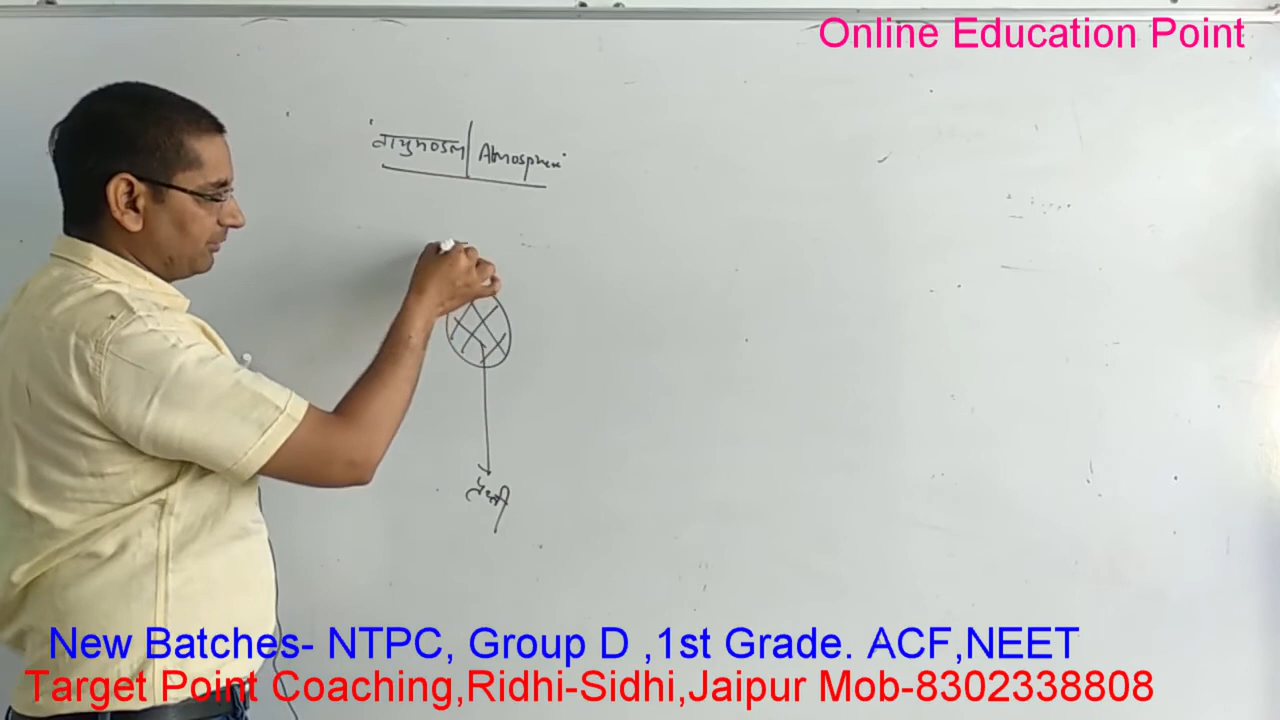 Online Education Point
वायुमण्डल | Atmosphere
पृथ्वी
New Batches- NTPC, Group D ,1st Grade. ACF,NEET
Target Point Coaching,Ridhi-Sidhi,Jaipur Mob-8302338808